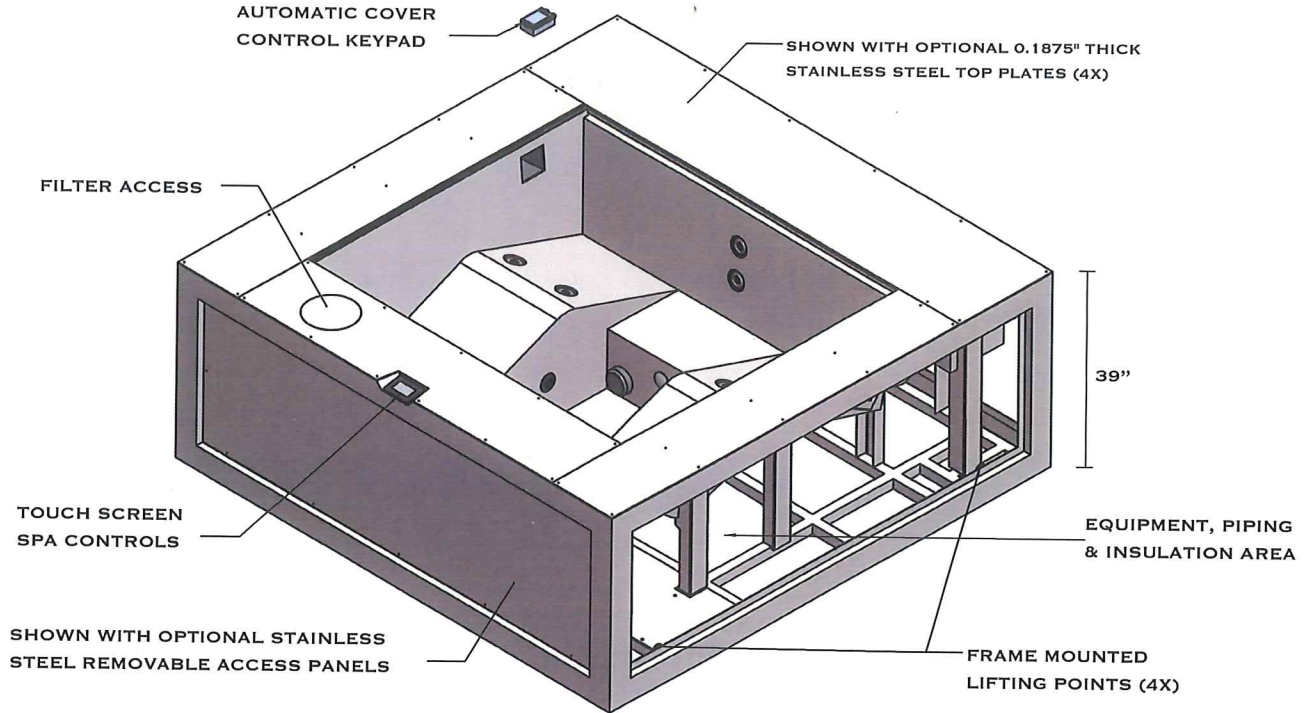 AUTOMATIC COVER
CONTROL KEYPAD
SHOWN WITH OPTIONAL 0.1875" THICK
STAINLESS STEEL TOP PLATES (4X)
FILTER ACCESS
39”
TOUCH SCREEN
SPA CONTROLS
EQUIPMENT, PIPING
& INSULATION AREA
SHOWN WITH OPTIONAL STAINLESS
STEEL REMOVABLE ACCESS PANELS
FRAME MOUNTED
LIFTING POINTS (4X)